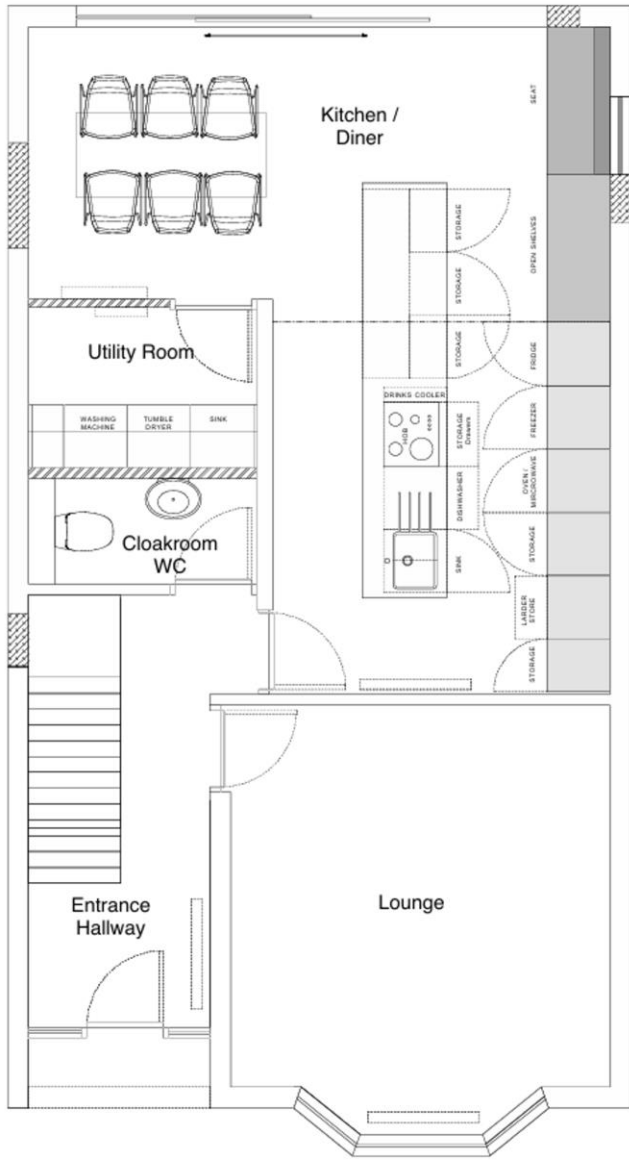 Kitchen /
Diner
SEAT
OPEN SHELVES
STORAGE
STORAGE
STORAGE
FRIDGE
Utility Room
WASHING
MACHINE
TUMBLE
DRYER
SINK
DRINKS COOLER
HOB
STORAGE
Drawers
FREEZER
DISHWASHER
OVEN /
MIRCROWAVE
Cloakroom
WC
SINK
STORAGE
LARDER
STORE
STORAGE
Entrance
Hallway
Lounge